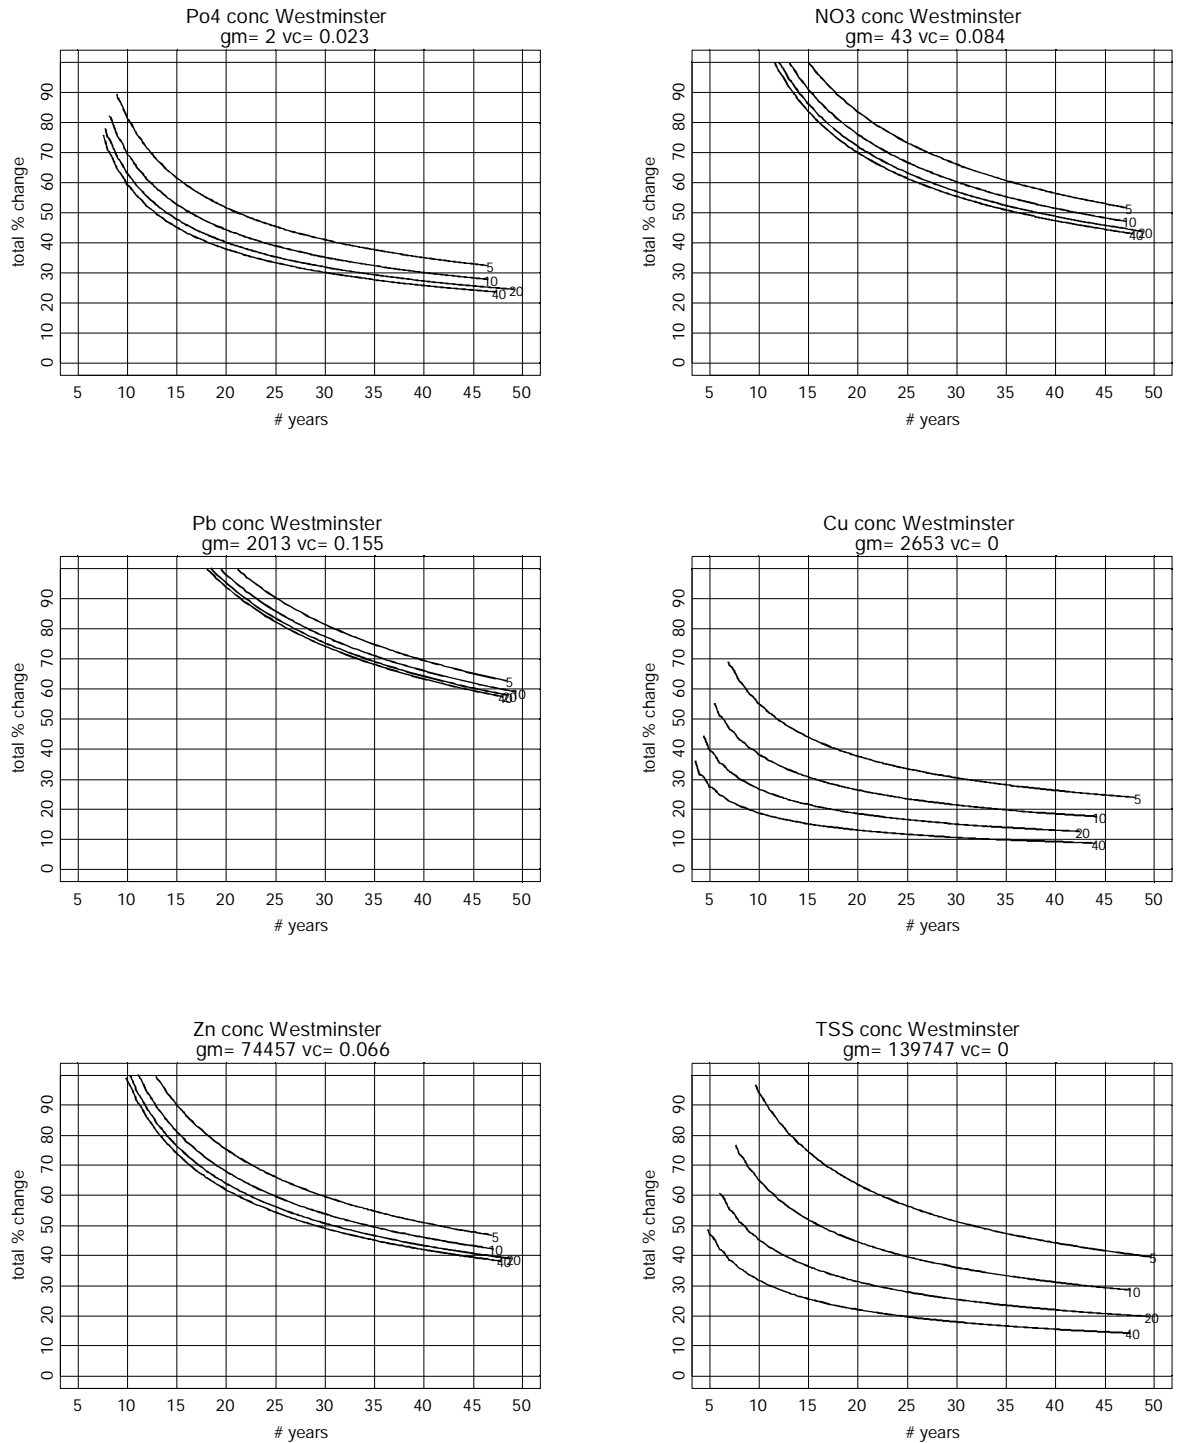 Po4 conc Westminster
gm= 2 vc= 0.023
total % change
0 10 20 30 40 50 60 70 80 90
5
10
20
40
5 10 15 20 25 30 35 40 45 50
# years
NO3 conc Westminster
gm= 43 vc= 0.084
total % change
0 10 20 30 40 50 60 70 80 90
5
10
20
40
5 10 15 20 25 30 35 40 45 50
# years
Pb conc Westminster
gm= 2013 vc= 0.155
total % change
0 10 20 30 40 50 60 70 80 90
5
10
20
40
5 10 15 20 25 30 35 40 45 50
# years
Cu conc Westminster
gm= 2653 vc= 0
total % change
0 10 20 30 40 50 60 70 80 90
5
10
20
40
5 10 15 20 25 30 35 40 45 50
# years
Zn conc Westminster
gm= 74457 vc= 0.066
total % change
0 10 20 30 40 50 60 70 80 90
5
10
20
40
5 10 15 20 25 30 35 40 45 50
# years
TSS conc Westminster
gm= 139747 vc= 0
total % change
0 10 20 30 40 50 60 70 80 90
5
10
20
40
5 10 15 20 25 30 35 40 45 50
# years